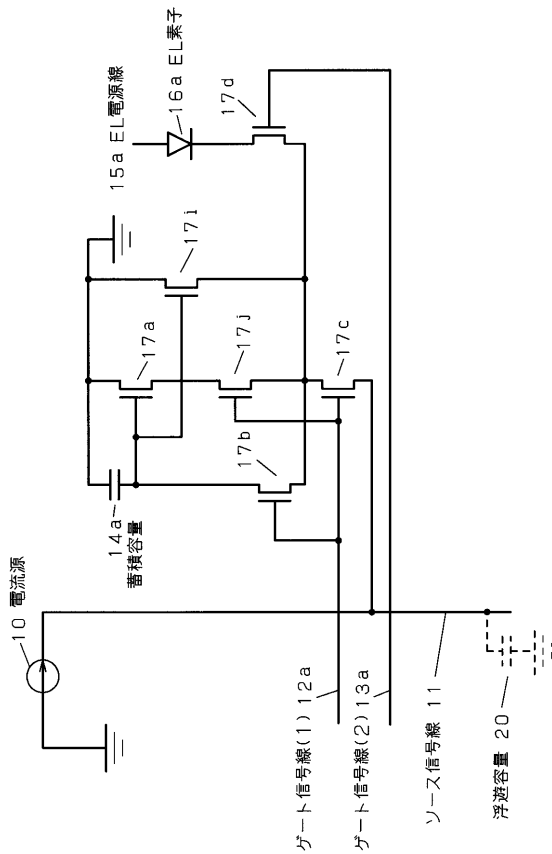 15a EL電源線
16a EL素子
17d
17i
17a
17j
17c
17b
14a
蓄積容量
10 電流源
ゲート信号線(1) 12a
ゲート信号線(2) 13a
ソース信号線 11
浮遊容量 20